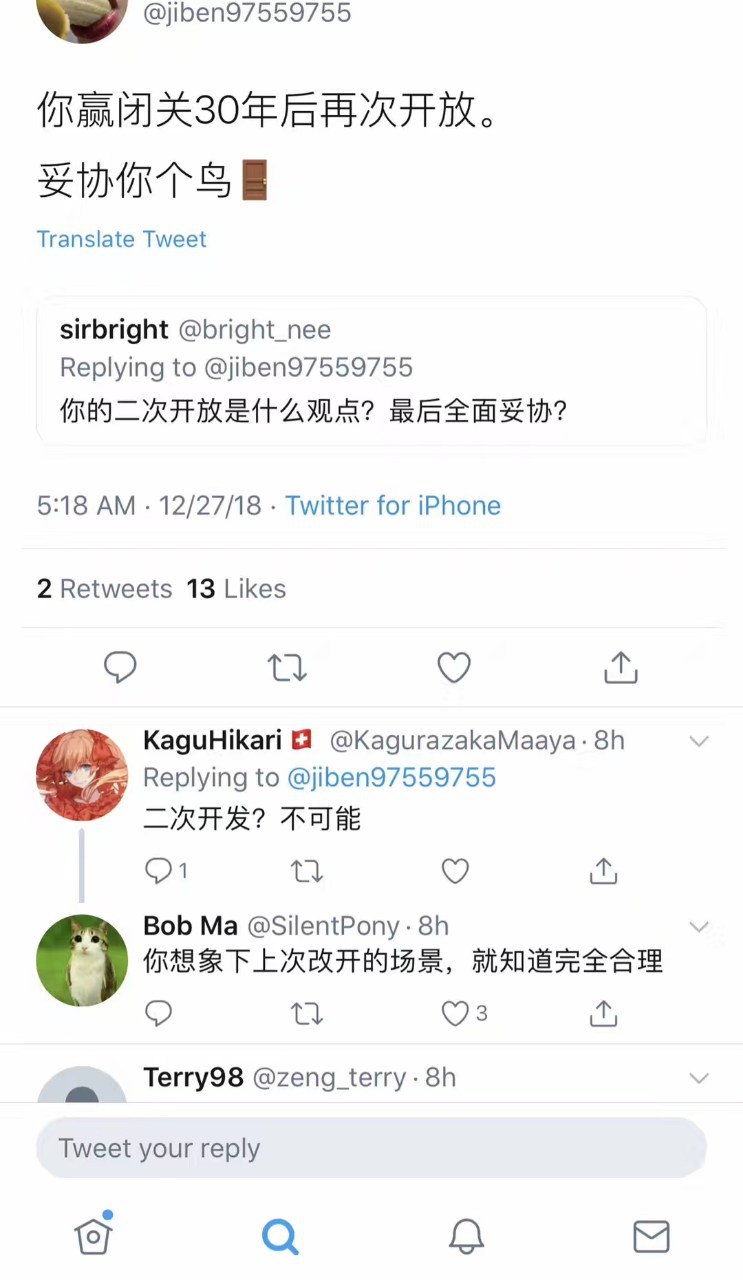 @jiben97559755
你赢闭关30年后再次开放。
妥协你个鸟🚪
Translate Tweet
sirbright @bright_nee
Replying to @jiben97559755
你的二次开放是什么观点？最后全面妥协？
5:18 AM · 12/27/18 · Twitter for iPhone
2 Retweets 13 Likes
KaguHikari🇨🇭 @KagurazakaMaaya · 8h
Replying to @jiben97559755
二次开发？不可能
1
Bob Ma @SilentPony · 8h
你想象下上次改开的场景，就知道完全合理
3
Terry98 @zeng_terry · 8h
Tweet your reply